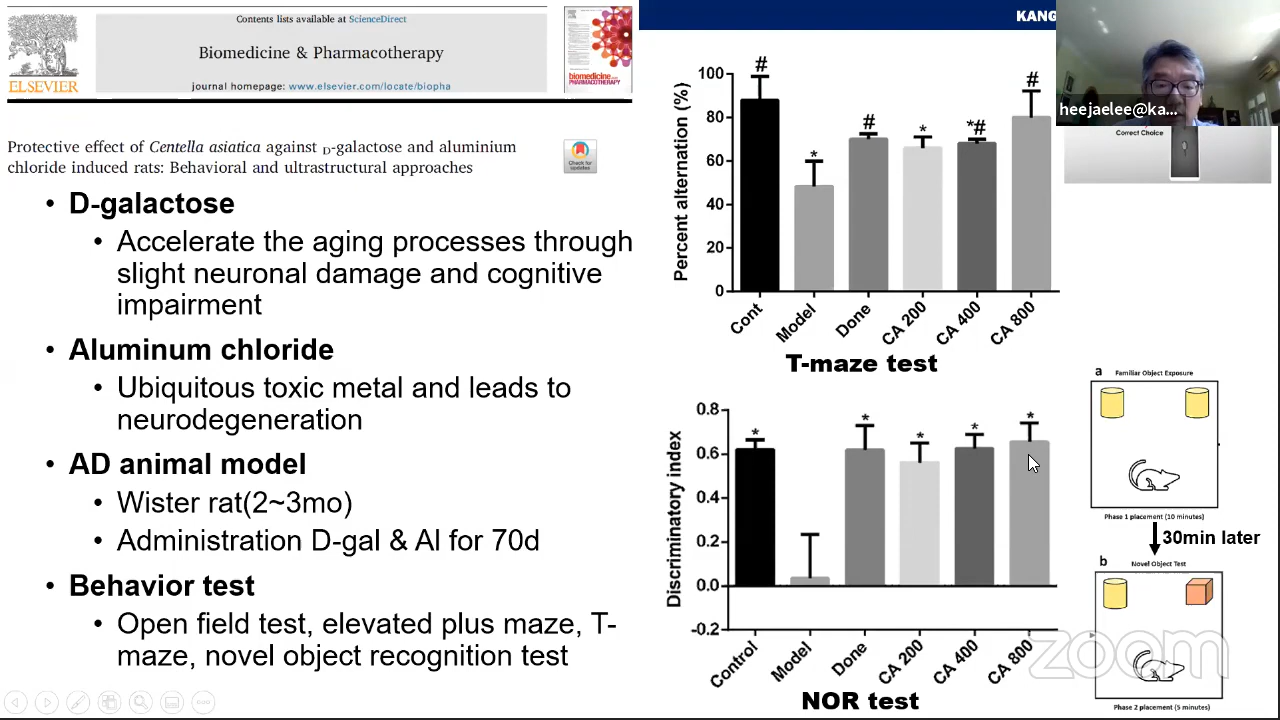 Contents lists available at ScienceDirect
Biomedicine & Pharmacotherapy
journal homepage: www.elsevier.com/locate/biopha
ELSEVIER
biomedicine
PHARMACOTHERAPY
Protective effect of Centella asiatica against D-galactose and aluminium
chloride induced rats: Behavioral and ultrastructural approaches
Check for
updates
• D-galactose
• Accelerate the aging processes through
slight neuronal damage and cognitive
impairment
• Aluminum chloride
• Ubiquitous toxic metal and leads to
neurodegeneration
• AD animal model
• Wister rat(2~3mo)
• Administration D-gal & Al for 70d
• Behavior test
• Open field test, elevated plus maze, T-
maze, novel object recognition test
KANG
heejaelee@ka...
Correct Choice
Percent alternation (%)
100
80
60
40
20
0
#
*
#
*
*#
#
Cont
Model
Done
CA 200
CA 400
CA 800
T-maze test
Discriminatory index
0.8
0.6
0.4
0.2
0.0
-0.2
*
*
*
*
*
Control
Model
Done
CA 200
CA 400
CA 800
NOR test
a
Familiar Object Exposure
Phase 1 placement (10 minutes)
30min later
b
Novel Object Test
Phase 2 placement (5 minutes)
zoom